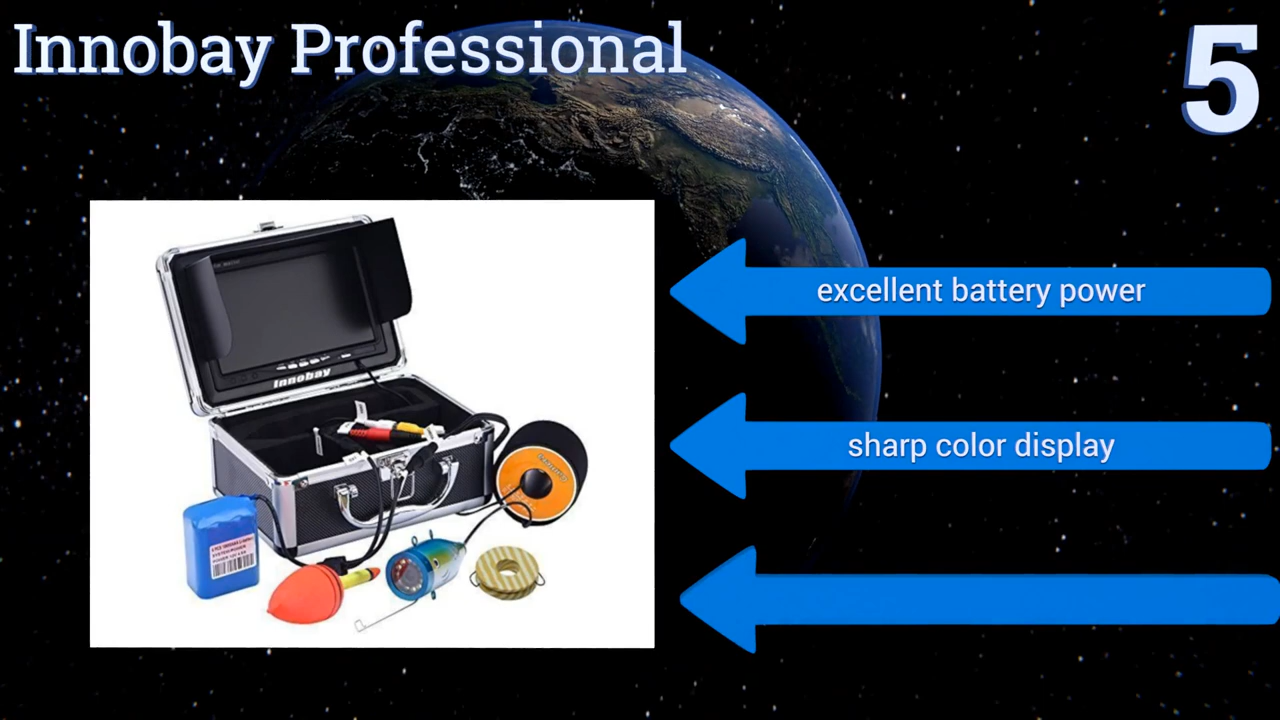 Innobay Professional
5
excellent battery power
sharp color display
Innobay